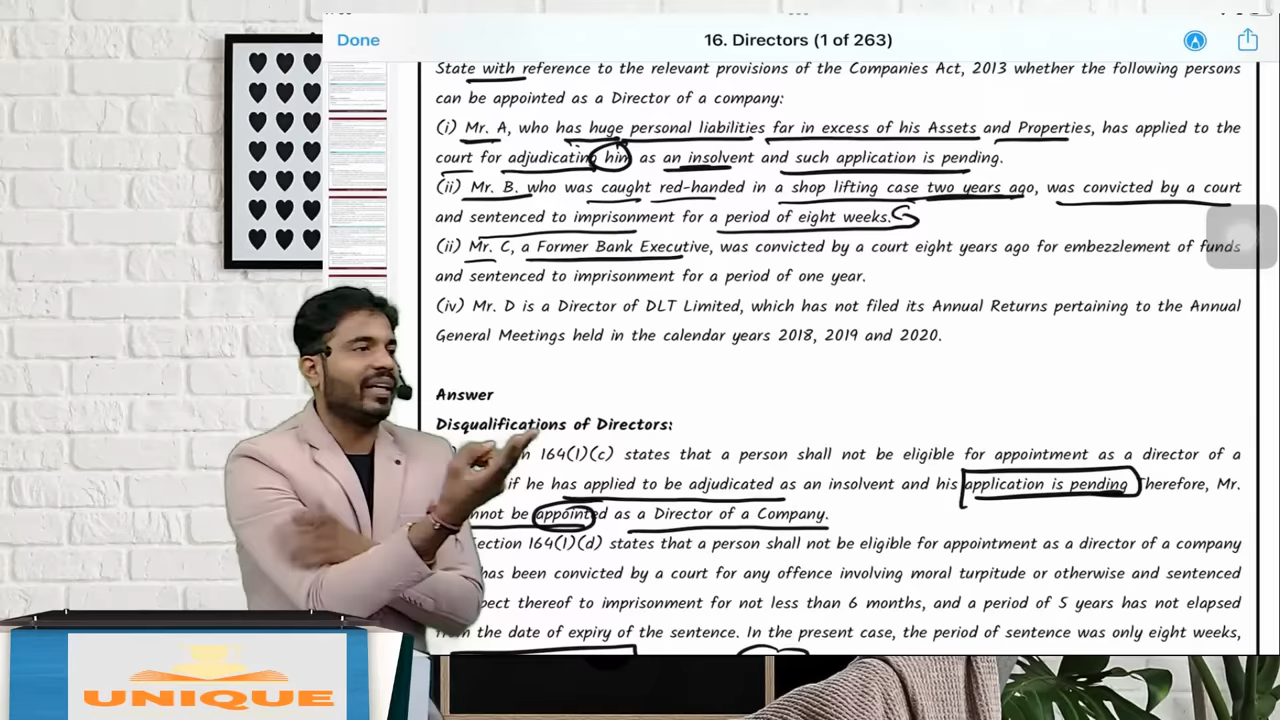 Done
16. Directors (1 of 263)
State with reference to the relevant provisions of the Companies Act, 2013 whether the following persons
can be appointed as a Director of a company:
(i) Mr. A, who has huge personal liabilities far in excess of his Assets and Properties, has applied to the
court for adjudicating him as an insolvent and such application is pending.
(ii) Mr. B. who was caught red-handed in a shop lifting case two years ago, was convicted by a court
and sentenced to imprisonment for a period of eight weeks.
(ii) Mr. C, a Former Bank Executive, was convicted by a court eight years ago for embezzlement of funds
and sentenced to imprisonment for a period of one year.
(iv) Mr. D is a Director of DLT Limited, which has not filed its Annual Returns pertaining to the Annual
General Meetings held in the calendar years 2018, 2019 and 2020.
Answer
Disqualifications of Directors:
164(1)(c) states that a person shall not be eligible for appointment as a director of a
if he has applied to be adjudicated as an insolvent and his application is pending Therefore, Mr.
be appointed as a Director of a Company.
164(1)(d) states that a person shall not be eligible for appointment as a director of a company
has been convicted by a court for any offence involving moral turpitude or otherwise and sentenced
thereof to imprisonment for not less than 6 months, and a period of 5 years has not elapsed
the date of expiry of the sentence. In the present case, the period of sentence was only eight weeks,
UNIQUE